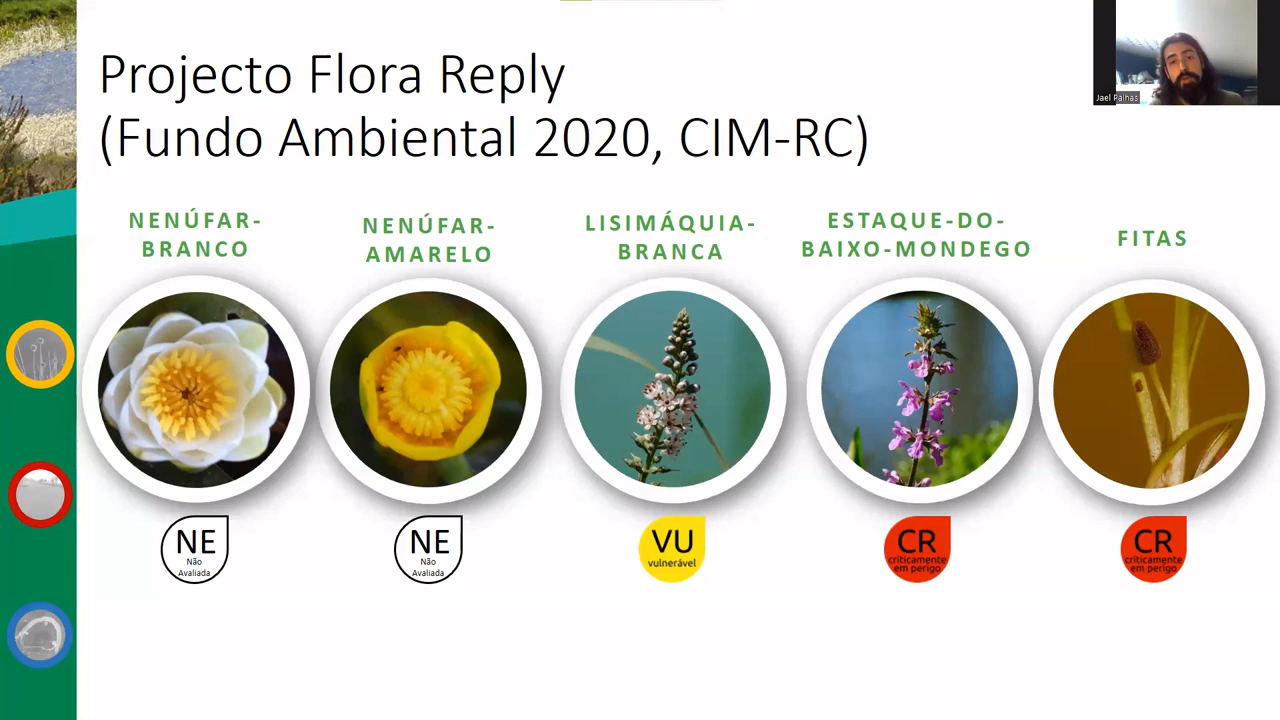 Projecto Flora Reply
(Fundo Ambiental 2020, CIM-RC)
Jael Palhas
NENÚFAR-
BRANCO
NENÚFAR-
AMARELO
LISIMÁQUIA-
BRANCA
ESTAQUE-DO-
BAIXO-MONDEGO
FITAS
NE
Não
Avaliada
NE
Não
Avaliada
VU
vulnerável
CR
criticamente
em perigo
CR
criticamente
em perigo